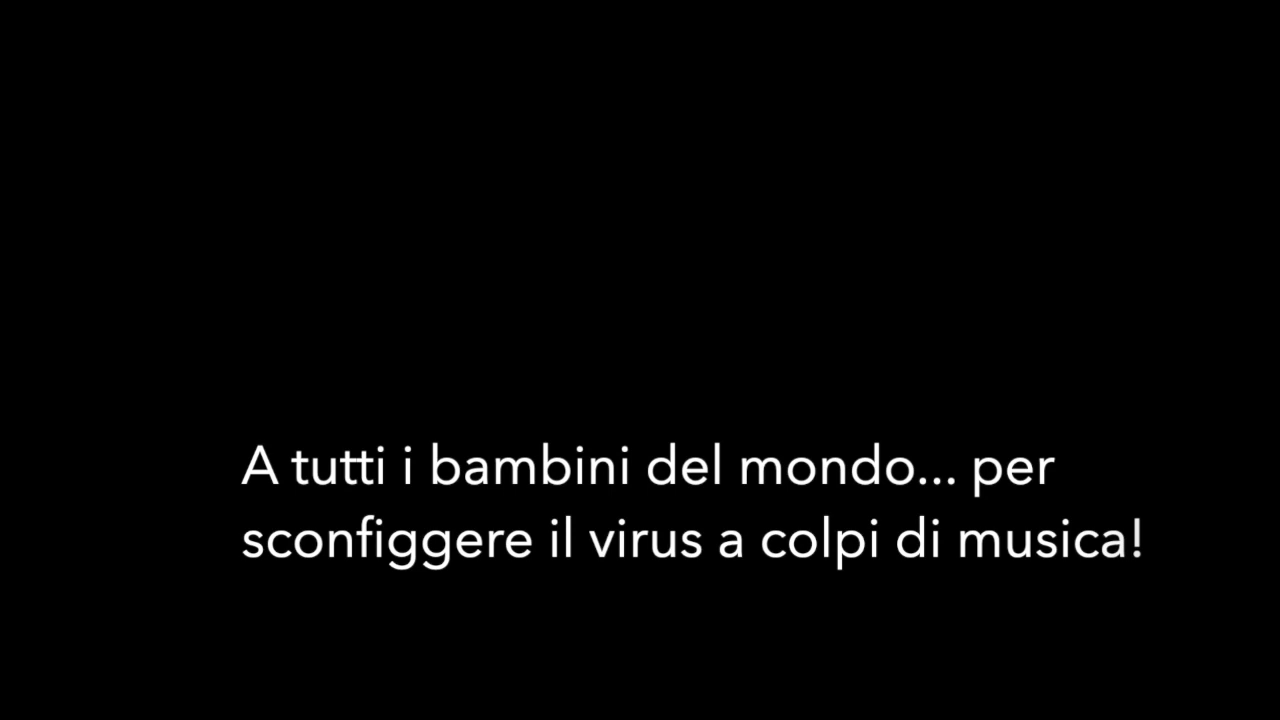 A tutti i bambini del mondo... per
sconfiggere il virus a colpi di musica!